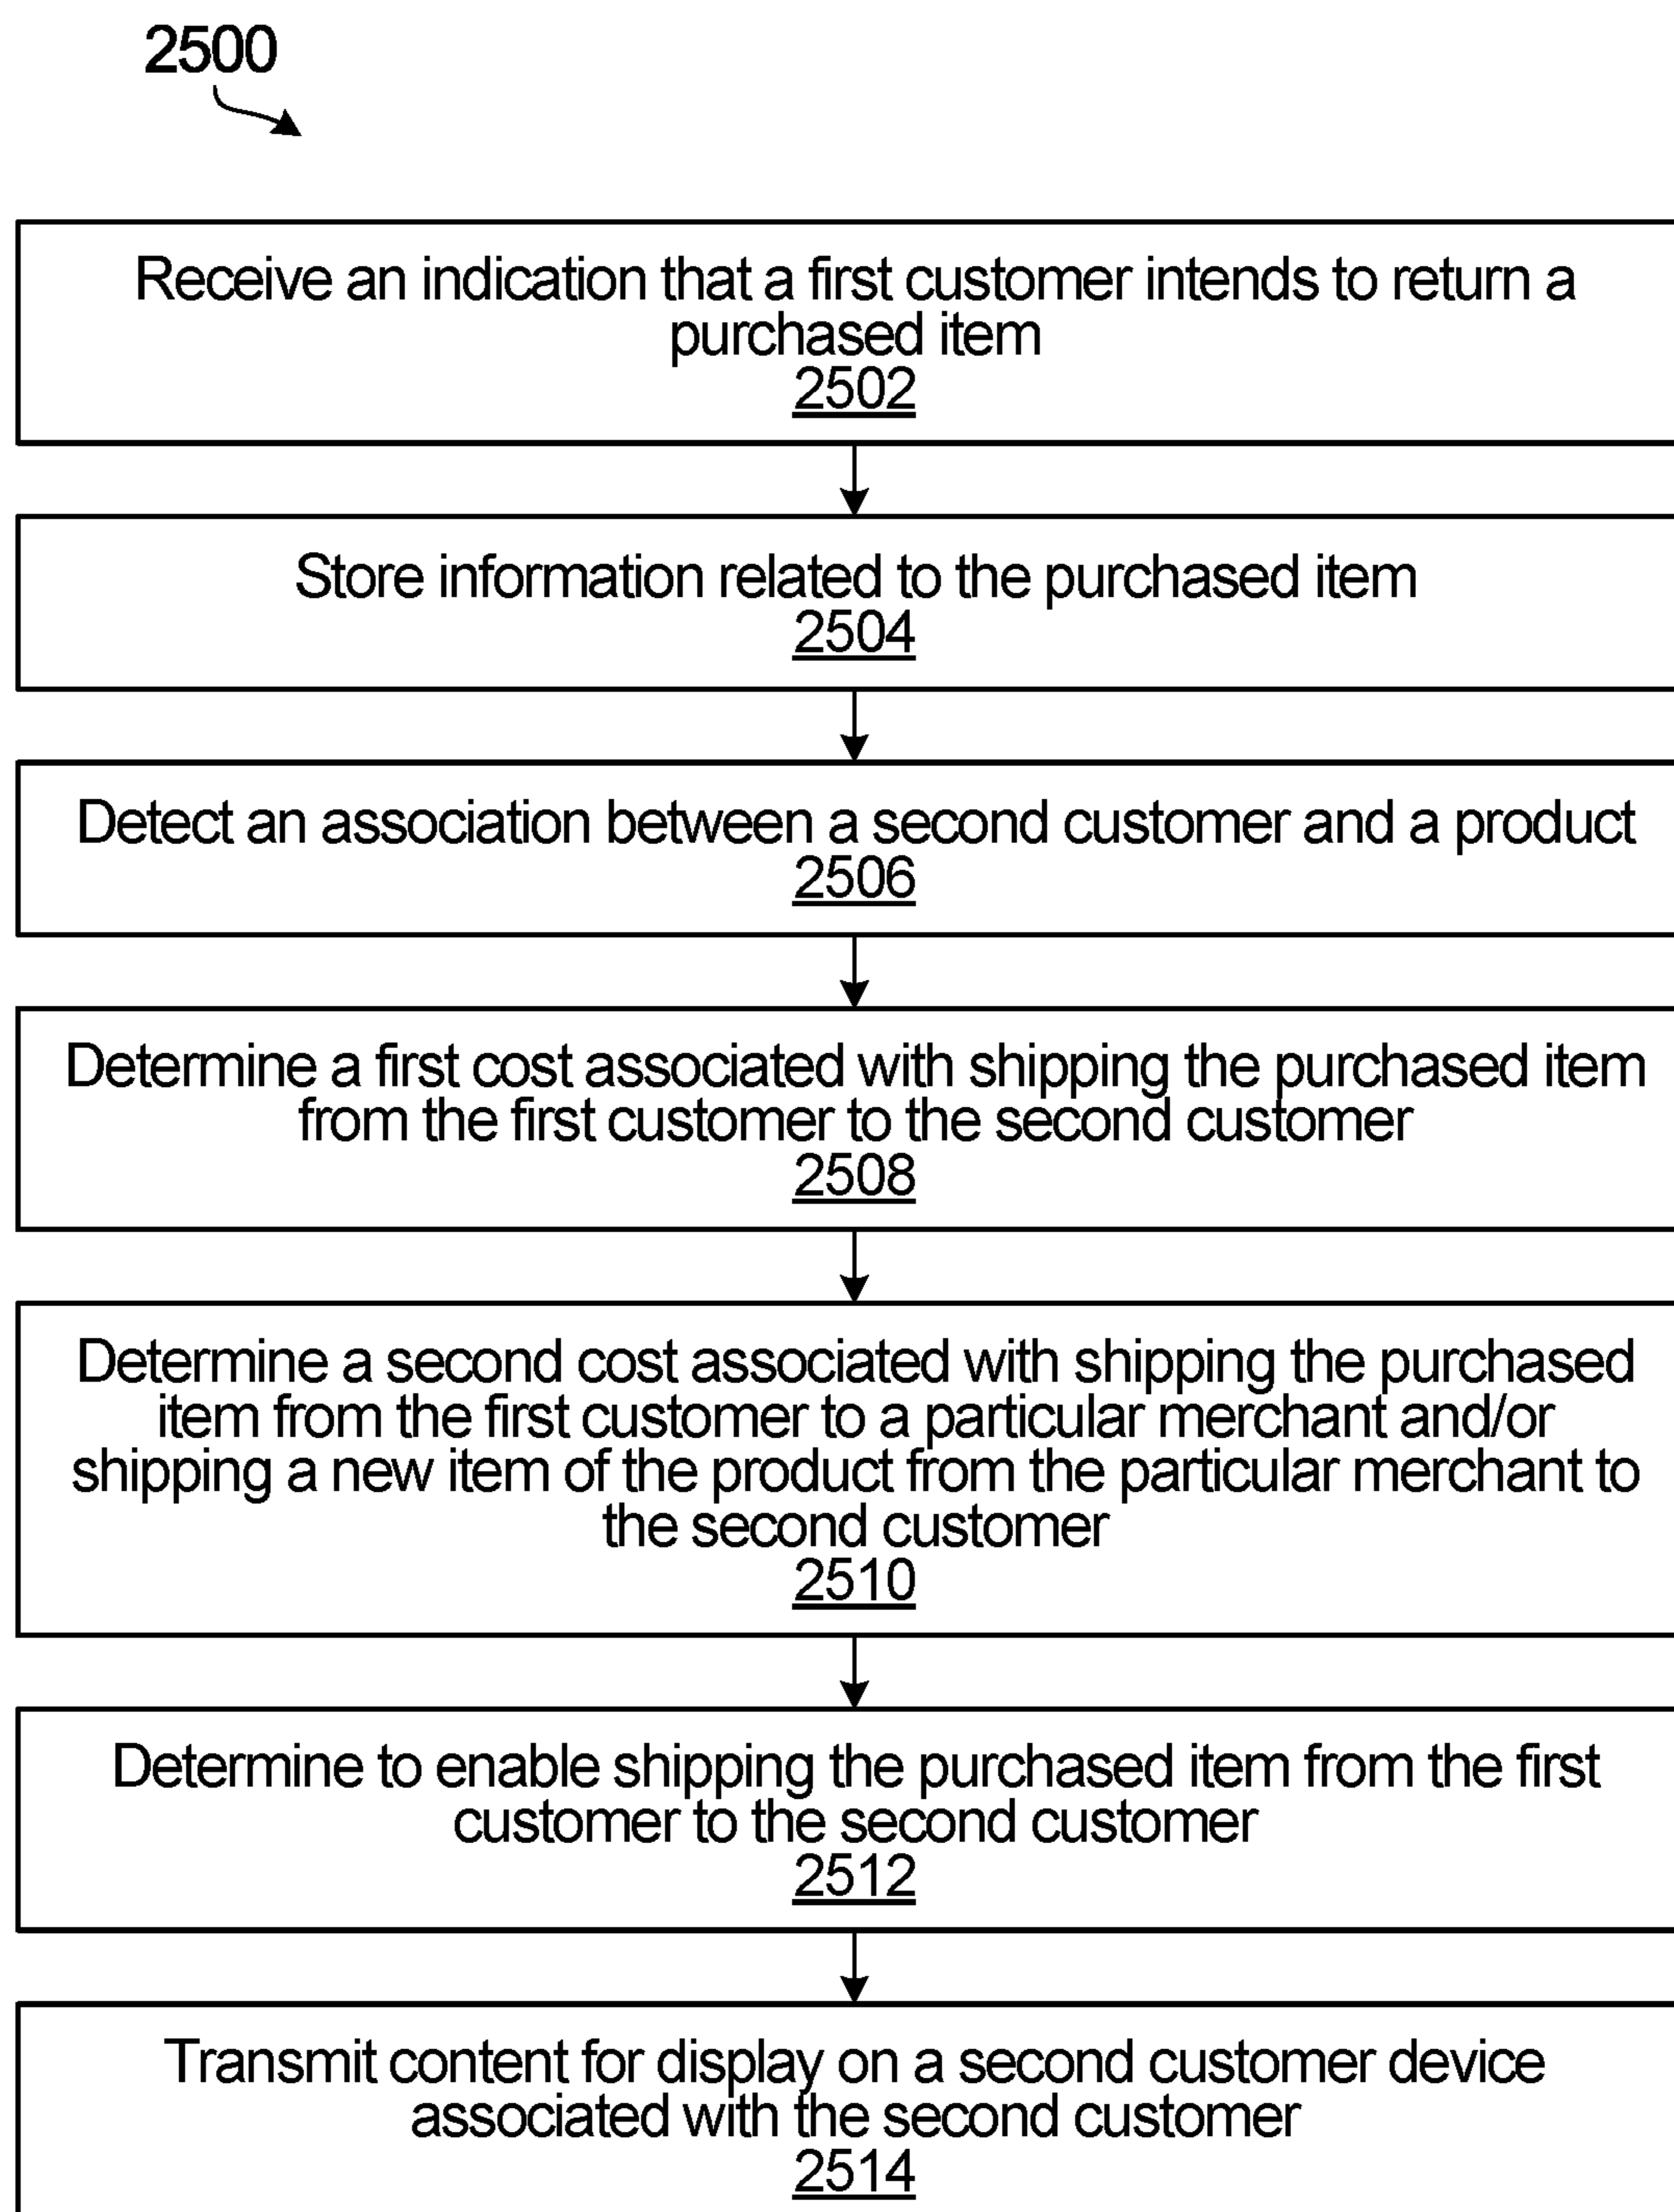 2500
Receive an indication that a first customer intends to return a
purchased item
2502
Store information related to the purchased item
2504
Detect an association between a second customer and a product
2506
Determine a first cost associated with shipping the purchased item
from the first customer to the second customer
2508
Determine a second cost associated with shipping the purchased
item from the first customer to a particular merchant and/or
shipping a new item of the product from the particular merchant to
the second customer
2510
Determine to enable shipping the purchased item from the first
customer to the second customer
2512
Transmit content for display on a second customer device
associated with the second customer
2514